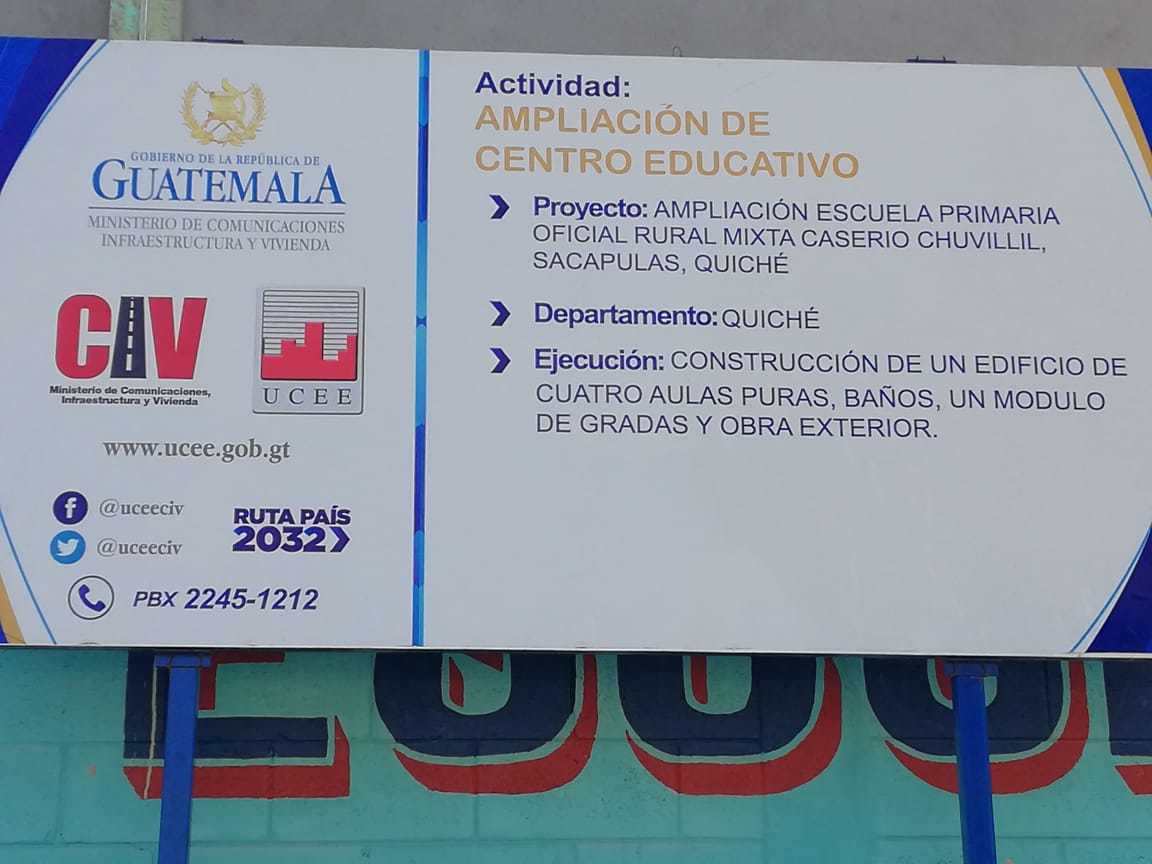 GOBIERNO DE LA REPÚBLICA DE
GUATEMALA
MINISTERIO DE COMUNICACIONES
INFRAESTRUCTURA Y VIVIENDA
CIV
Ministerio de Comunicaciones,
Infraestructura y Vivienda
UCEE
www.ucee.gob.gt
@uceeciv
@uceeciv
RUTA PAÍS
2032
PBX 2245-1212
Actividad:
AMPLIACIÓN DE
CENTRO EDUCATIVO
Proyecto: AMPLIACIÓN ESCUELA PRIMARIA
OFICIAL RURAL MIXTA CASERIO CHUVILLIL,
SACAPULAS, QUICHÉ
Departamento: QUICHÉ
Ejecución: CONSTRUCCIÓN DE UN EDIFICIO DE
CUATRO AULAS PURAS, BAÑOS, UN MODULO
DE GRADAS Y OBRA EXTERIOR.